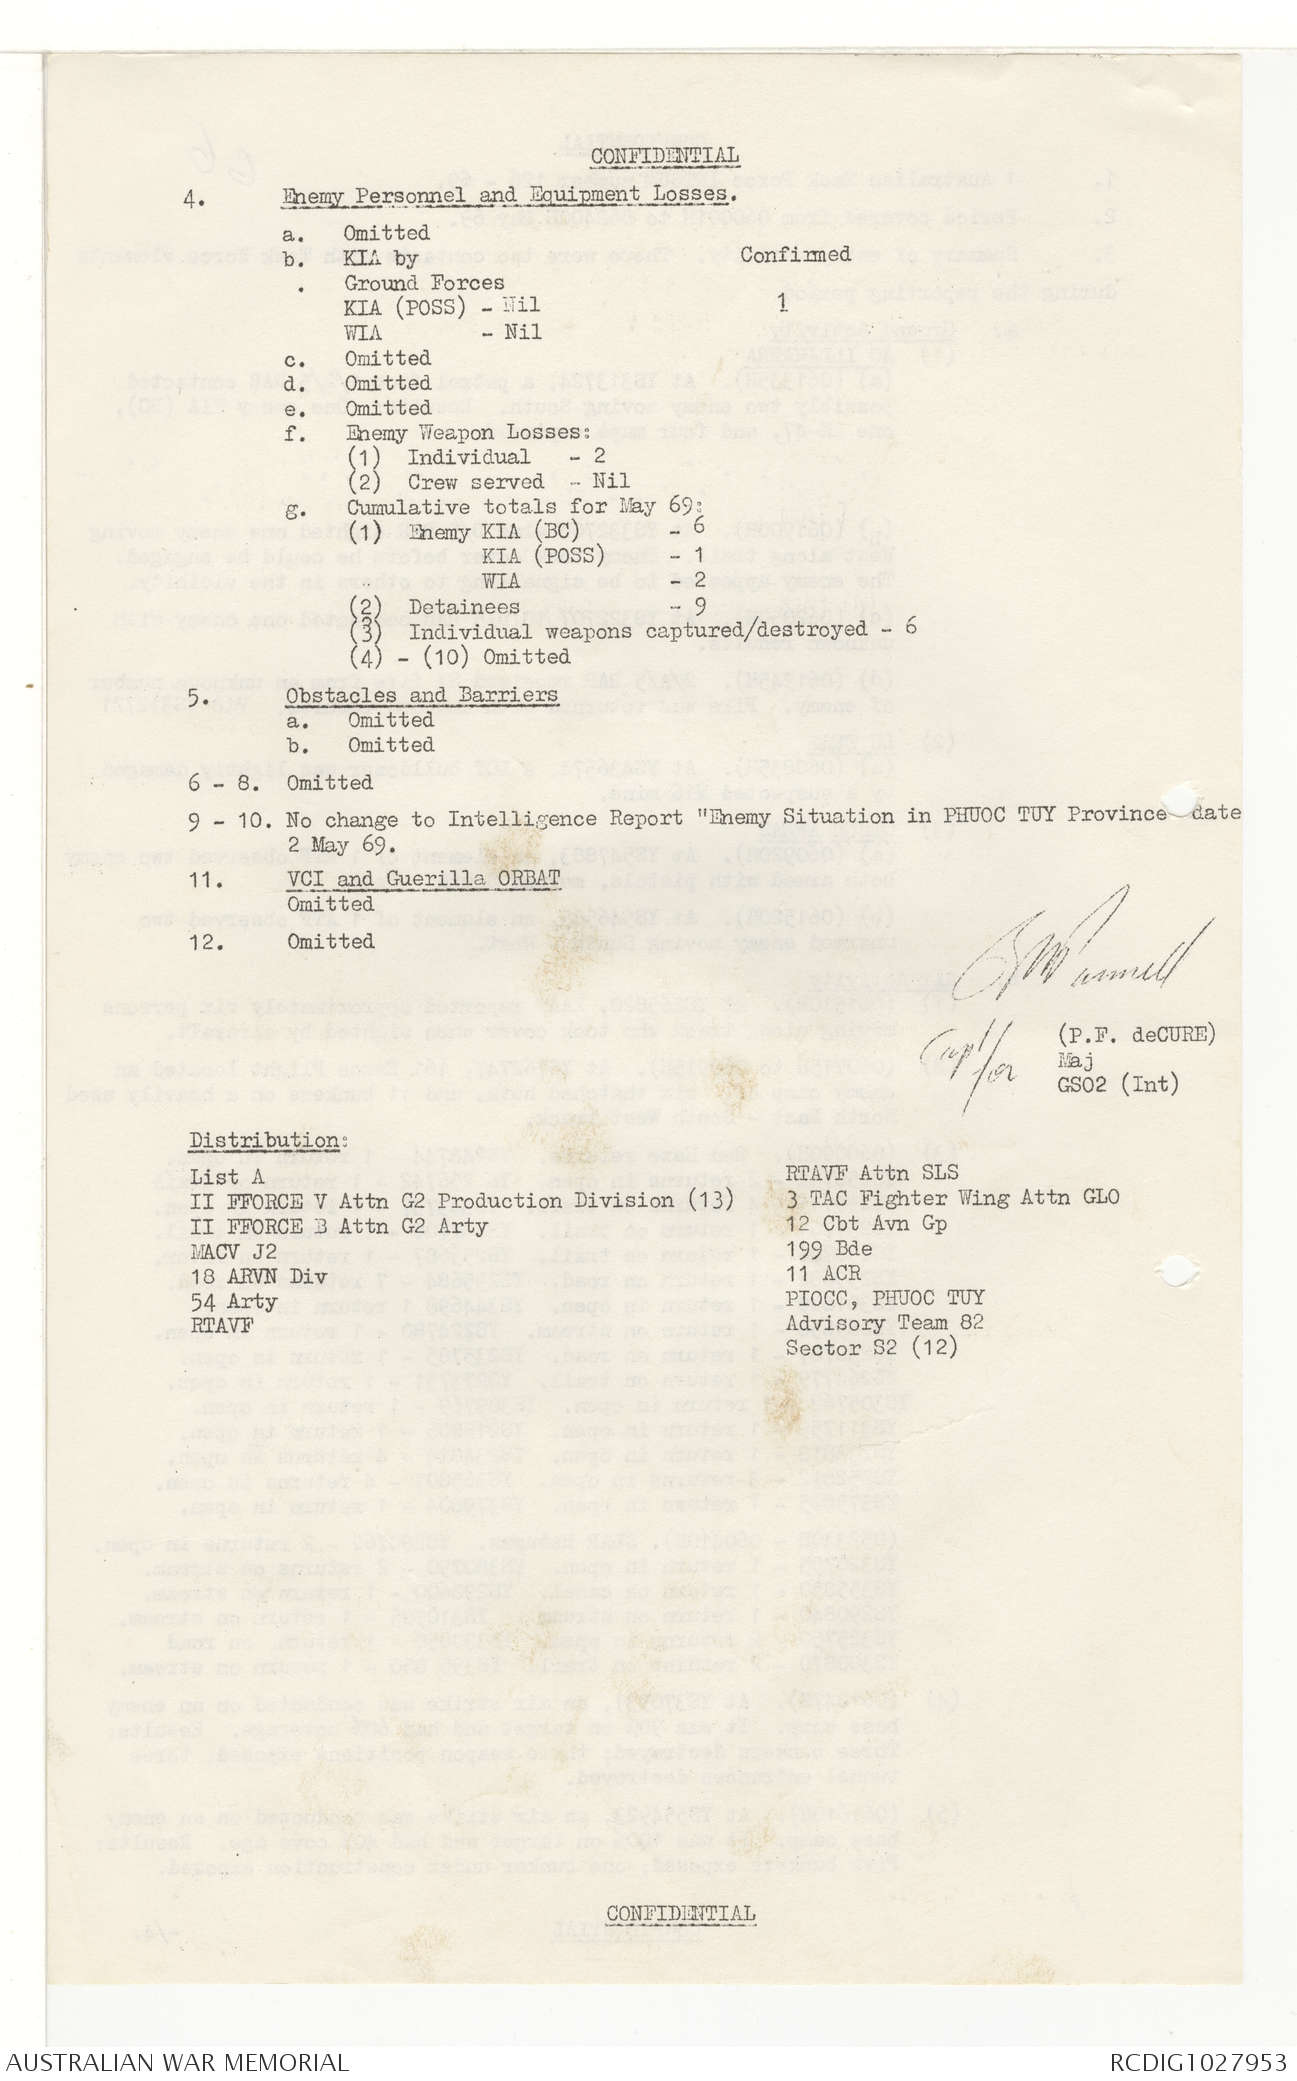 CONFIDENTIAL
4. Enemy Personnel and Equipment Losses.
a. Omitted
b. KIA by Confirmed
. Ground Forces
KIA (POSS) - Nil 1
WIA - Nil
c. Omitted
d. Omitted
e. Omitted
f. Enemy Weapon Losses:
(1) Individual - 2
(2) Crew served - Nil
g. Cumulative totals for May 69:
(1) Enemy KIA (BC) - 6
KIA (POSS) - 1
WIA - 2
(2) Detainees - 9
(3) Individual weapons captured/destroyed - 6
(4) - (10) Omitted
5. Obstacles and Barriers
a. Omitted
b. Omitted
6 - 8. Omitted
9 - 10. No change to Intelligence Report "Enemy Situation in PHUOC TUY Province date
2 May 69.
11. VCI and Guerilla ORBAT
Omitted
12. Omitted
Capt/for
(P.F. deCURE)
Maj
GSO2 (Int)
Distribution:
List A
II FFORCE V Attn G2 Production Division (13)
II FFORCE B Attn G2 Arty
MACV J2
18 ARVN Div
54 Arty
RTAVF
RTAVF Attn SLS
3 TAC Fighter Wing Attn GLO
12 Cbt Avn Gp
199 Bde
11 ACR
PIOCC, PHUOC TUY
Advisory Team 82
Sector S2 (12)
CONFIDENTIAL
AUSTRALIAN WAR MEMORIAL
RCDIG1027953